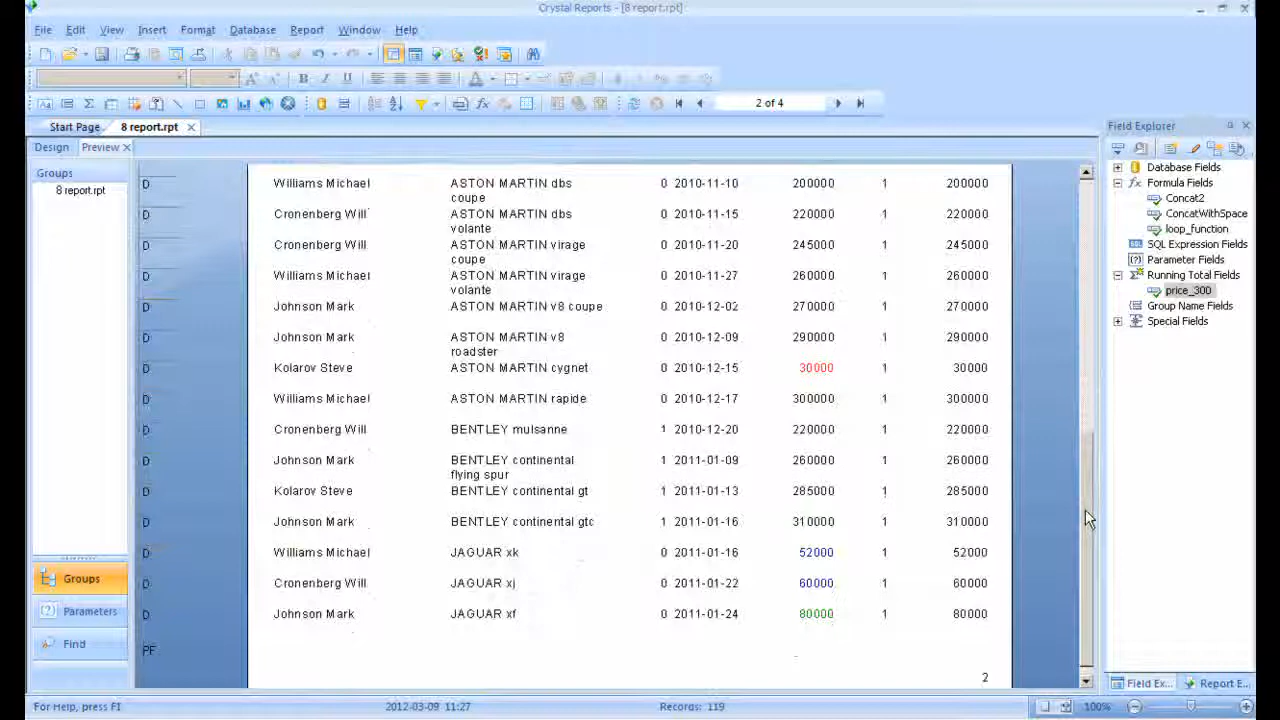 Crystal Reports - [8 report.rpt]
File Edit View Insert Format Database Report Window Help
2 of 4
Start Page 8 report.rpt
Design Preview
Groups
8 report.rpt
D Williams Michael ASTON MARTIN dbs 0 2010-11-10 200000 1 200000
coupe
D Cronenberg Will ASTON MARTIN dbs 0 2010-11-15 220000 1 220000
volante
D Cronenberg Will ASTON MARTIN virage 0 2010-11-20 245000 1 245000
coupe
D Williams Michael ASTON MARTIN virage 0 2010-11-27 260000 1 260000
volante
D Johnson Mark ASTON MARTIN v8 coupe 0 2010-12-02 270000 1 270000
D Johnson Mark ASTON MARTIN v8 0 2010-12-09 290000 1 290000
roadster
D Kolarov Steve ASTON MARTIN cygnet 0 2010-12-15 30000 1 30000
D Williams Michael ASTON MARTIN rapide 0 2010-12-17 300000 1 300000
D Cronenberg Will BENTLEY mulsanne 1 2010-12-20 220000 1 220000
D Johnson Mark BENTLEY continental 1 2011-01-09 260000 1 260000
flying spur
D Kolarov Steve BENTLEY continental gt 1 2011-01-13 285000 1 285000
D Johnson Mark BENTLEY continental gtc 1 2011-01-16 310000 1 310000
D Williams Michael JAGUAR xk 0 2011-01-16 52000 1 52000
D Cronenberg Will JAGUAR xj 0 2011-01-22 60000 1 60000
D Johnson Mark JAGUAR xf 0 2011-01-24 80000 1 80000
PF
2
Groups
Parameters
Find
Field Explorer
Database Fields
Formula Fields
Concat2
ConcatWithSpace
loop_function
SQL Expression Fields
Parameter Fields
Running Total Fields
price_300
Group Name Fields
Special Fields
Field Ex... Report E...
For Help, press F1 2012-03-09 11:27 Records: 119 100%